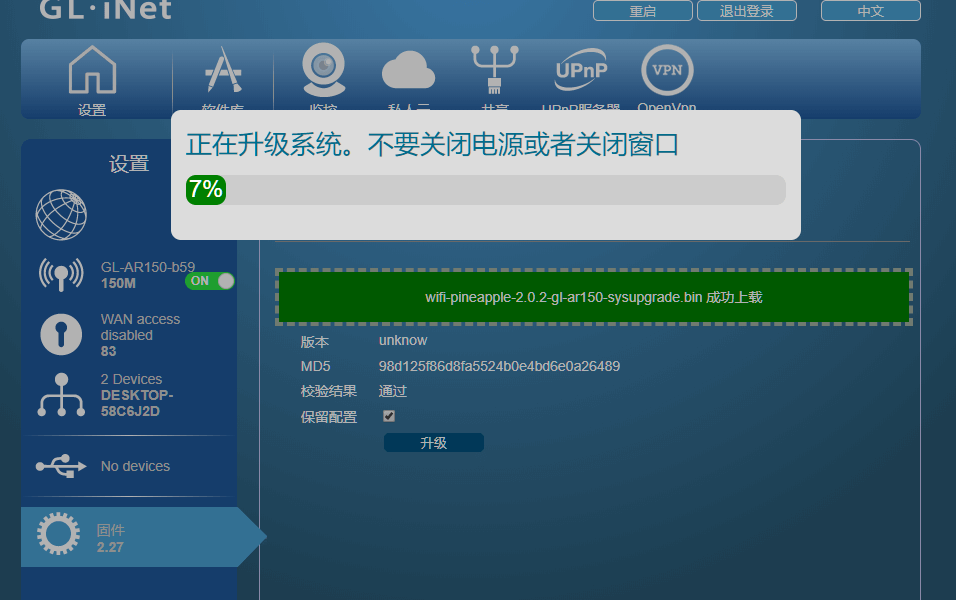 GL·iNet
重启
退出登录
中文
设置
软件库
监控
私人云
共享
UPnP
UPnP服务器
VPN
OpenVpn
正在升级系统。不要关闭电源或者关闭窗口
7%
设置
GL-AR150-b59
150M
ON
WAN access
disabled
83
2 Devices
DESKTOP-
58C6J2D
No devices
固件
2.27
wifi-pineapple-2.0.2-gl-ar150-sysupgrade.bin 成功上载
版本 unknow
MD5 98d125f86d8fa5524b0e4bd6e0a26489
校验结果 通过
保留配置
升级